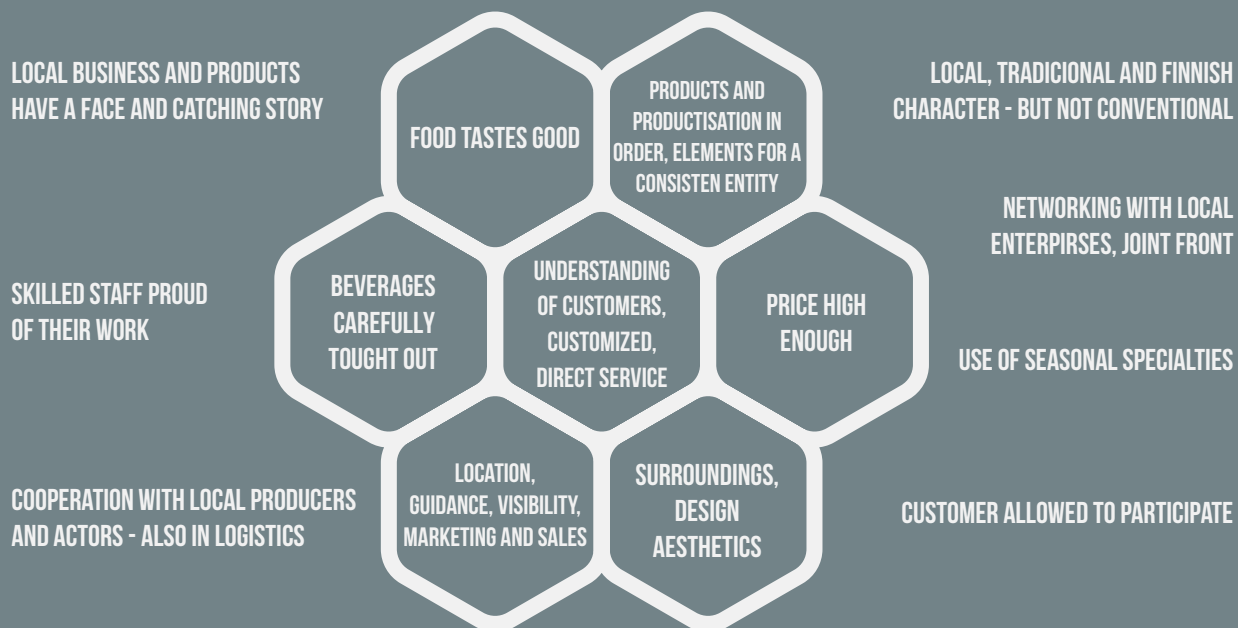 LOCAL BUSINESS AND PRODUCTS
HAVE A FACE AND CATCHING STORY
FOOD TASTES GOOD
PRODUCTS AND
PRODUCTISATION IN
ORDER, ELEMENTS FOR A
CONSISTEN ENTITY
LOCAL, TRADICIONAL AND FINNISH
CHARACTER - BUT NOT CONVENTIONAL
NETWORKING WITH LOCAL
ENTERPIRSES, JOINT FRONT
SKILLED STAFF PROUD
OF THEIR WORK
BEVERAGES
CAREFULLY
TOUGHT OUT
UNDERSTANDING
OF CUSTOMERS,
CUSTOMIZED,
DIRECT SERVICE
PRICE HIGH
ENOUGH
USE OF SEASONAL SPECIALTIES
COOPERATION WITH LOCAL PRODUCERS
AND ACTORS - ALSO IN LOGISTICS
LOCATION,
GUIDANCE, VISIBILITY,
MARKETING AND SALES
SURROUNDINGS,
DESIGN
AESTHETICS
CUSTOMER ALLOWED TO PARTICIPATE